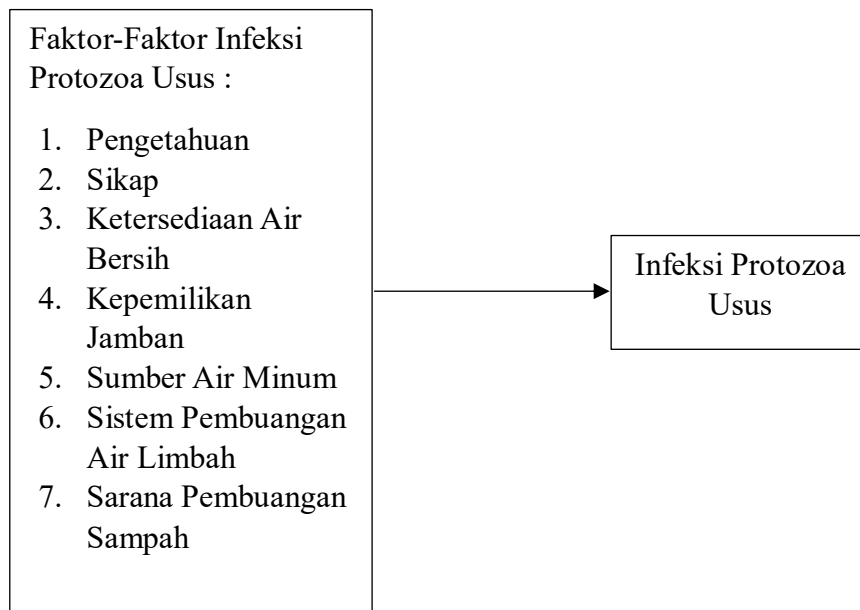 Faktor-Faktor Infeksi
Protozoa Usus :
1. Pengetahuan
2. Sikap
3. Ketersediaan Air
Bersih
4. Kepemilikan
Jamban
5. Sumber Air Minum
6. Sistem Pembuangan
Air Limbah
7. Sarana Pembuangan
Sampah
Infeksi Protozoa
Usus